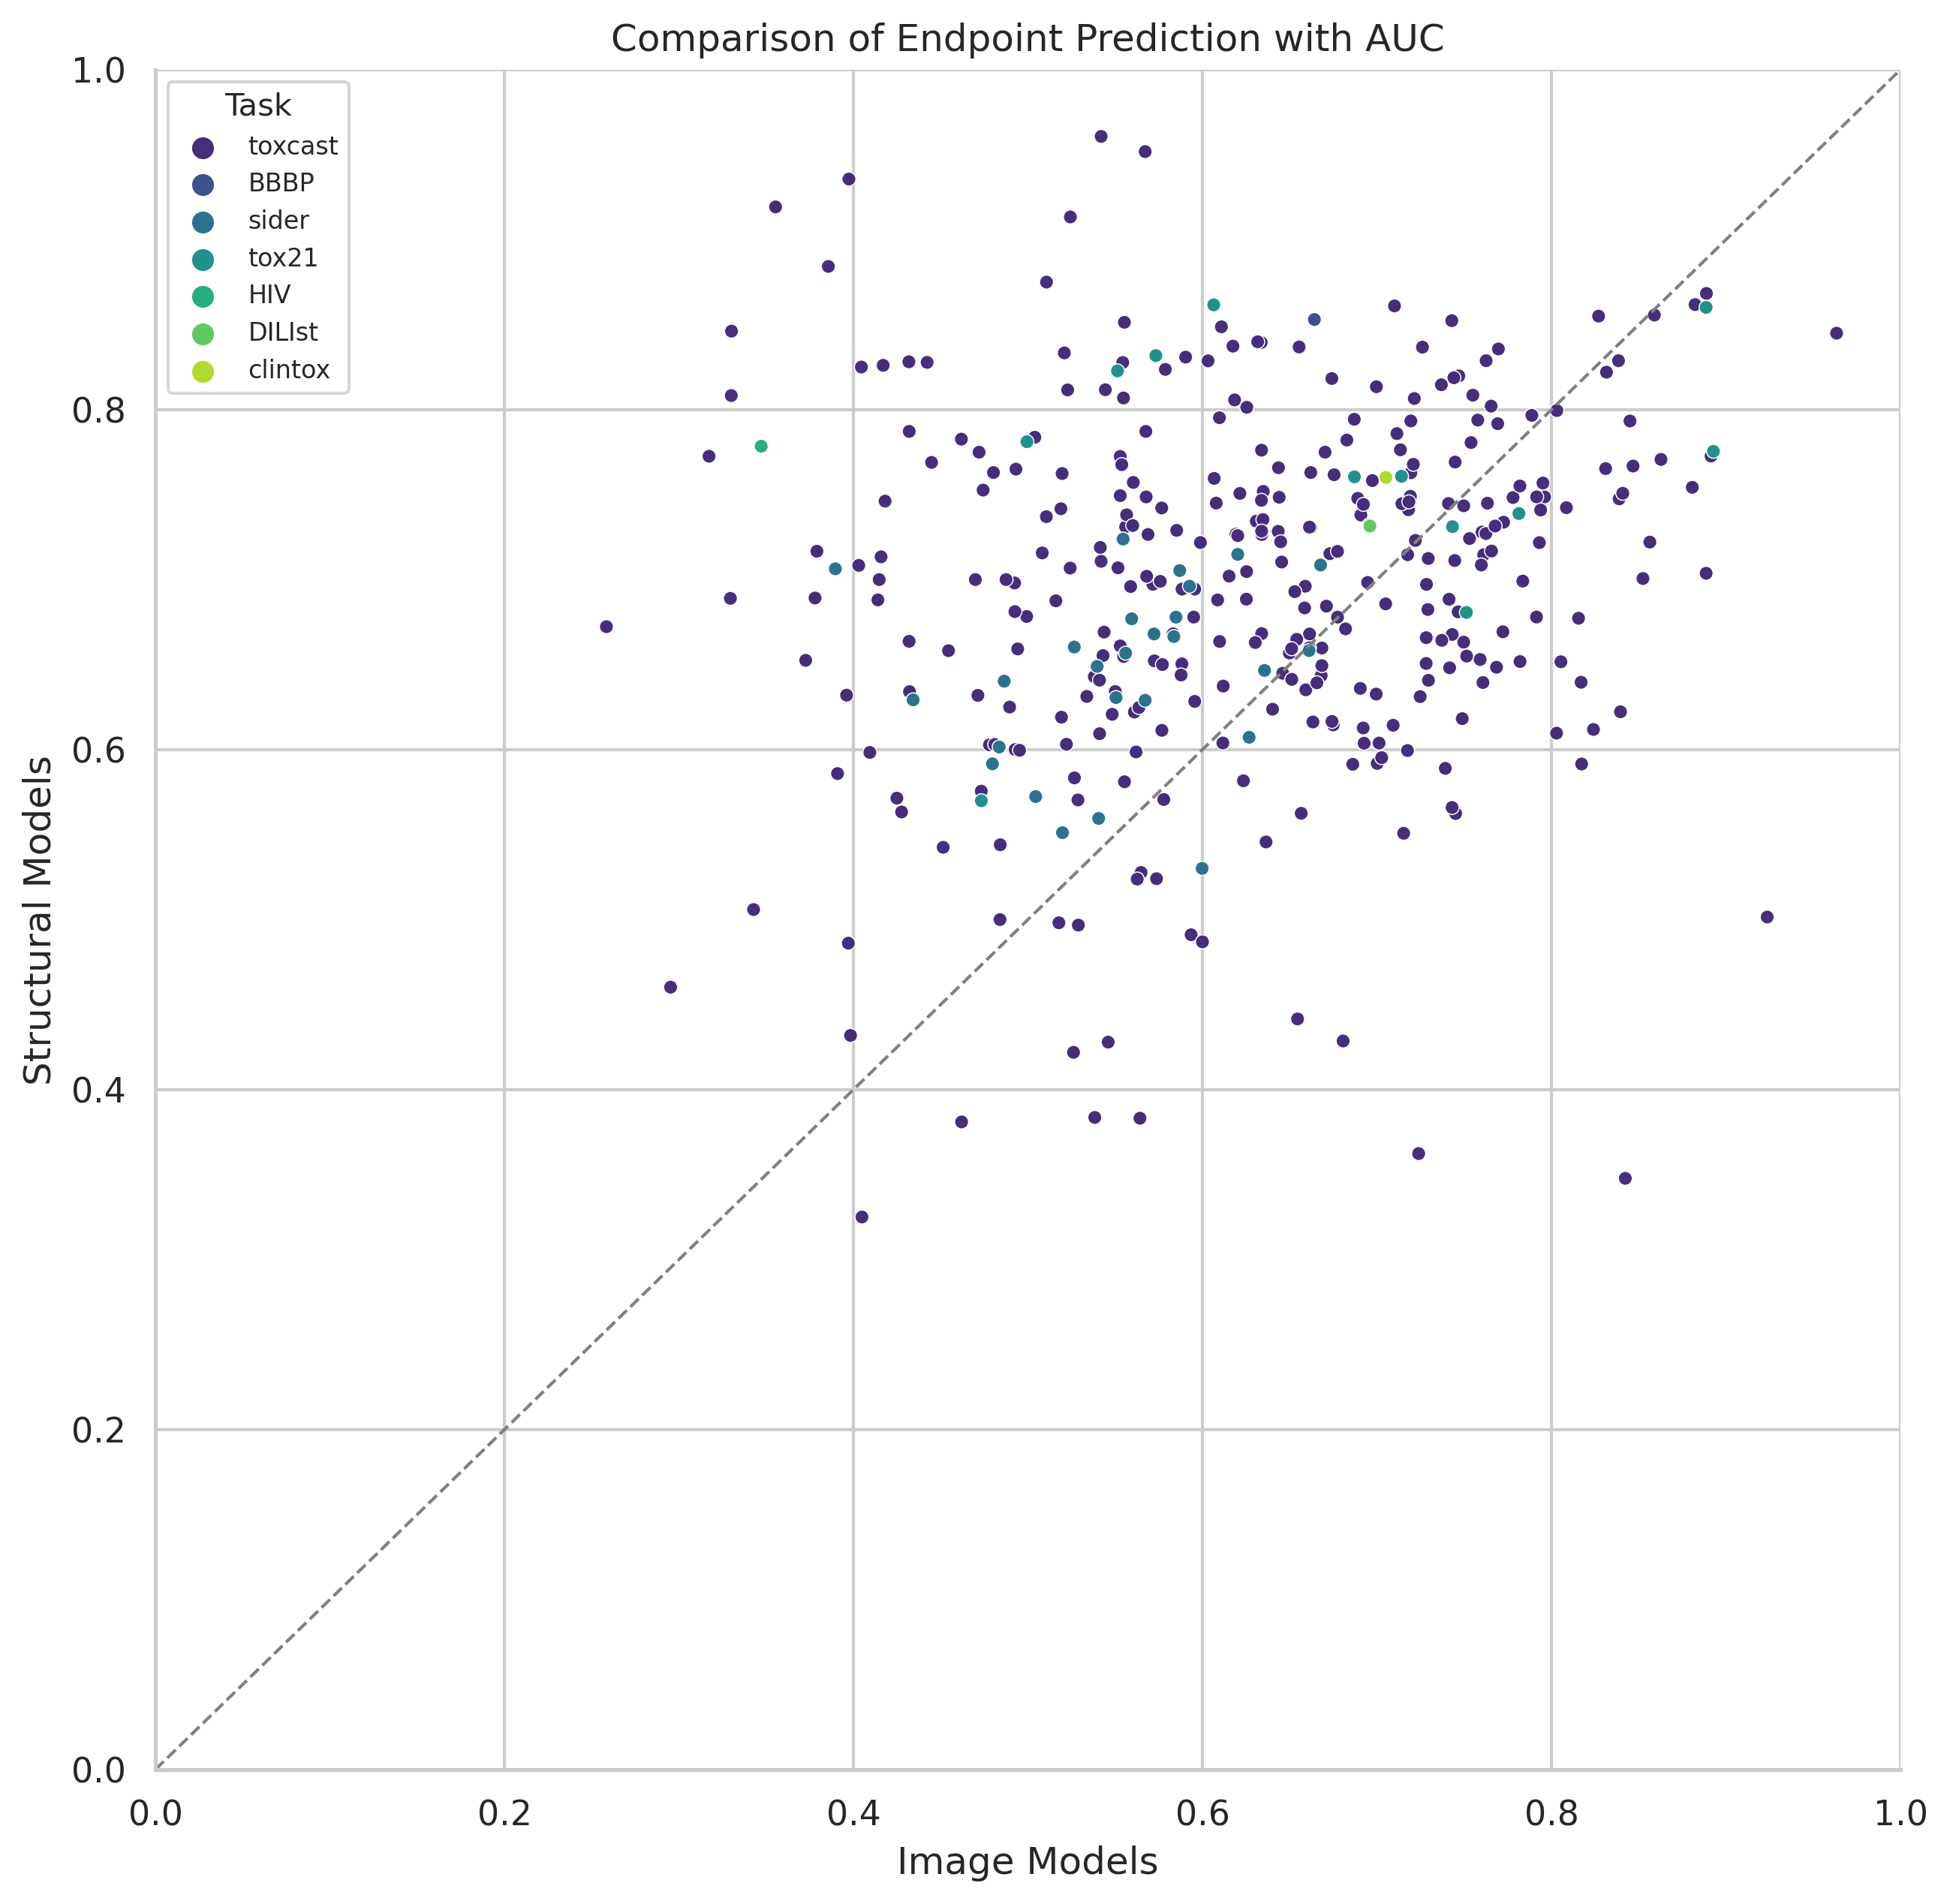 Comparison of Endpoint Prediction with AUC
Task
toxcast
BBBP
sider
tox21
HIV
DILIst
clintox
1.0
0.8
0.6
0.4
0.2
0.0
Structural Models
0.0 0.2 0.4 0.6 0.8 1.0
Image Models